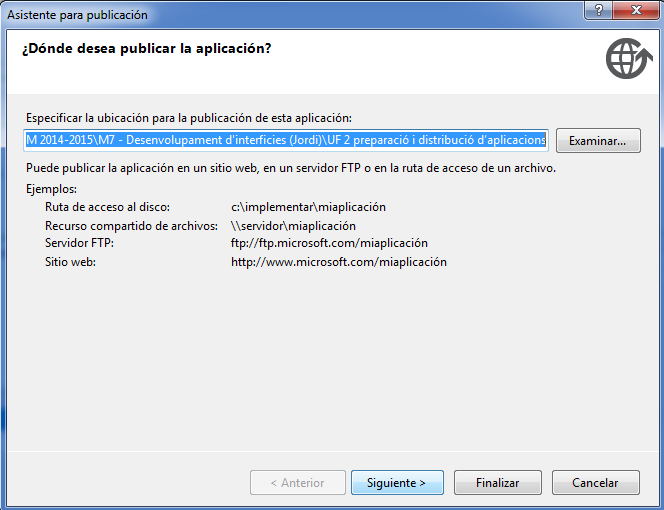 Asistente para publicación
¿Dónde desea publicar la aplicación?
Especificar la ubicación para la publicación de esta aplicación:
M 2014-2015\M7 - Desenvolupament d'interficies (Jordi)\UF 2 preparació i distribució d'aplicacions
Examinar...
Puede publicar la aplicación en un sitio web, en un servidor FTP o en la ruta de acceso de un archivo.
Ejemplos:
Ruta de acceso al disco: c:\implementar\miaplicación
Recurso compartido de archivos: \\servidor\miaplicación
Servidor FTP: ftp://ftp.microsoft.com/miaplicación
Sitio web: http://www.microsoft.com/miaplicación
< Anterior Siguiente > Finalizar Cancelar